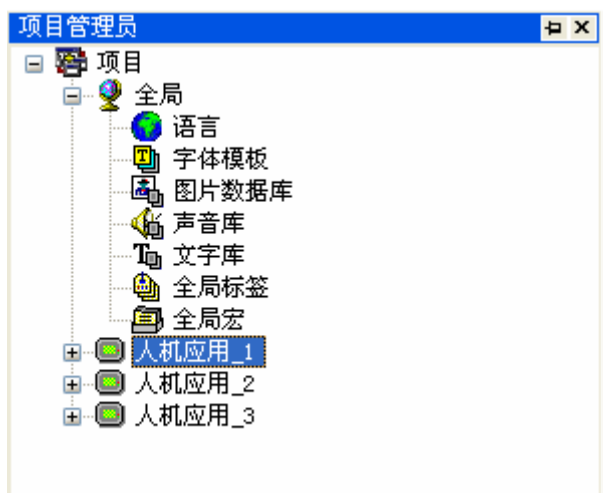 项目管理员
项目
全局
语言
字体模板
图片数据库
声音库
文字库
全局标签
全局宏
人机应用_1
人机应用_2
人机应用_3